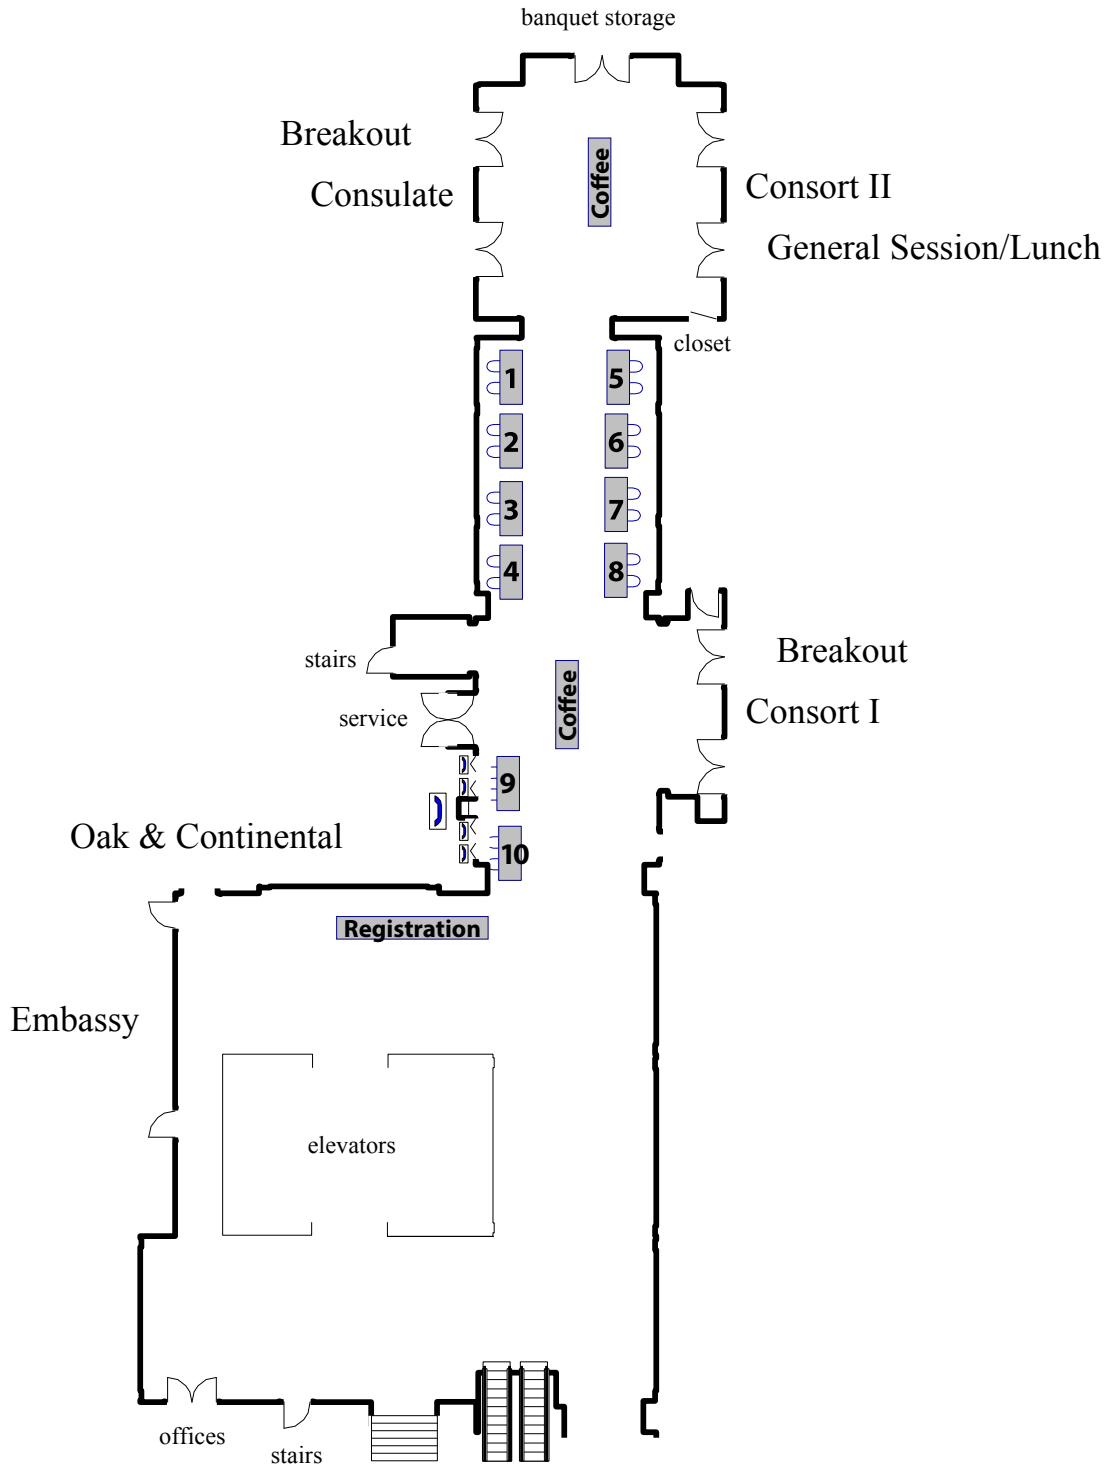 banquet storage
Breakout
Consulate
Coffee
Consort II
General Session/Lunch
closet
1
5
2
6
3
7
4
8
stairs
Breakout
Coffee
Consort I
service
9
Oak & Continental
10
Registration
Embassy
elevators
offices
stairs